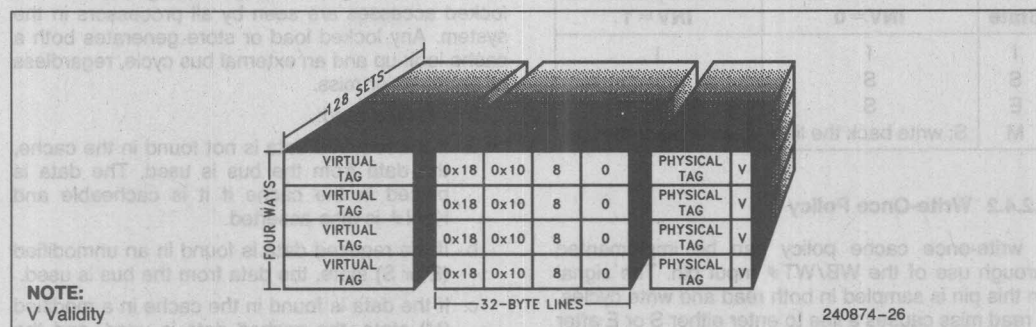 128 SETS
FOUR WAYS
VIRTUAL TAG 0x18 0x10 8 0 PHYSICAL TAG V
VIRTUAL TAG 0x18 0x10 8 0 PHYSICAL TAG
VIRTUAL TAG 0x18 0x10 8 0 PHYSICAL TAG
VIRTUAL TAG 0x18 0x10 8 0 PHYSICAL TAG
32-BYTE LINES
NOTE:
V Validity
240874-26